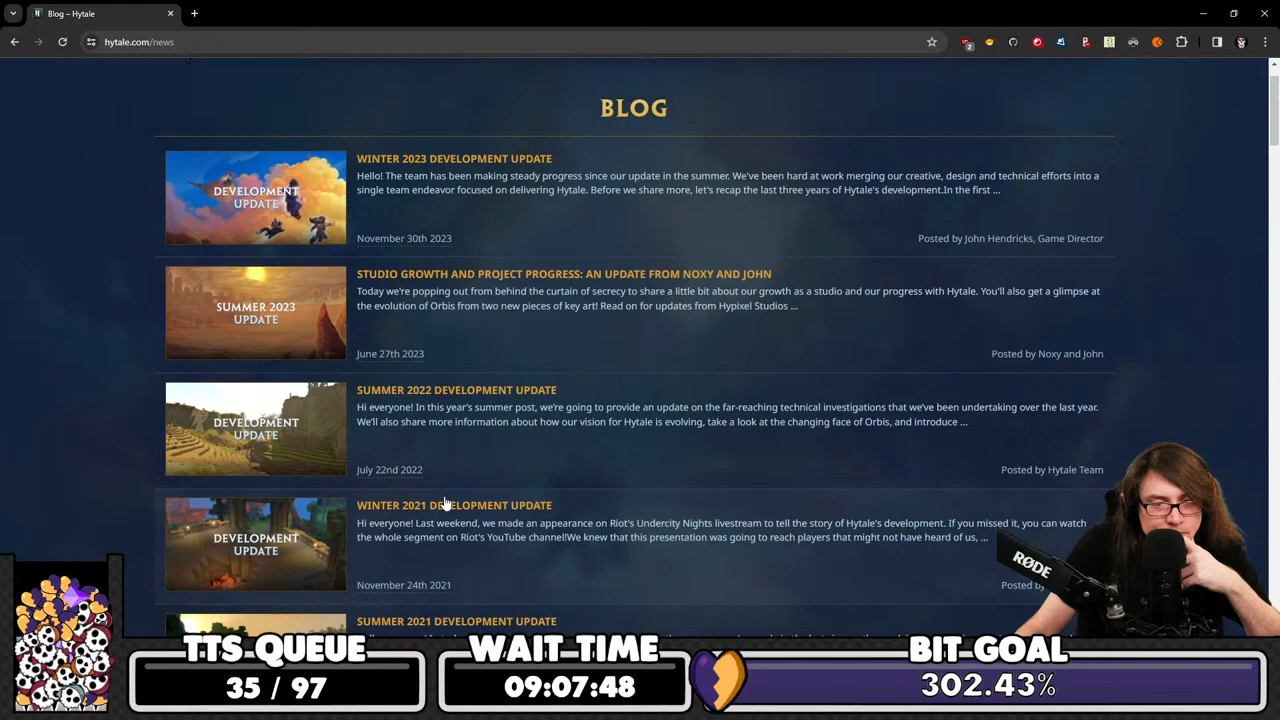 Blog – Hytale
hytale.com/news
2
BLOG
DEVELOPMENT
UPDATE
WINTER 2023 DEVELOPMENT UPDATE
Hello! The team has been making steady progress since our update in the summer. We've been hard at work merging our creative, design and technical efforts into a
single team endeavor focused on delivering Hytale. Before we share more, let's recap the last three years of Hytale's development.In the first ...
November 30th 2023
Posted by John Hendricks, Game Director
SUMMER 2023
UPDATE
STUDIO GROWTH AND PROJECT PROGRESS: AN UPDATE FROM NOXY AND JOHN
Today we're popping out from behind the curtain of secrecy to share a little bit about our growth as a studio and our progress with Hytale. You'll also get a glimpse
at the evolution of Orbis from two new pieces of key art! Read on for updates from Hypixel Studios ...
June 27th 2023
Posted by Noxy and John
DEVELOPMENT
UPDATE
SUMMER 2022 DEVELOPMENT UPDATE
Hi everyone! In this year's summer post, we're going to provide an update on the far-reaching technical investigations that we've been undertaking over the last year.
We'll also share more information about how our vision for Hytale is evolving, take a look at the changing face of Orbis, and introduce ...
July 22nd 2022
Posted by Hytale Team
DEVELOPMENT
UPDATE
WINTER 2021 DEVELOPMENT UPDATE
Hi everyone! Last weekend, we made an appearance on Riot's Undercity Nights livestream to tell the story of Hytale's development. If you missed it, you can watch
the whole segment on Riot's YouTube channel!We knew that this presentation was going to reach players that might not have heard of us, ...
November 24th 2021
Posted by
RØDE
SUMMER 2021 DEVELOPMENT UPDATE
TTS QUEUE
35 / 97
WAIT TIME
09:07:48
BIT GOAL
302.43%